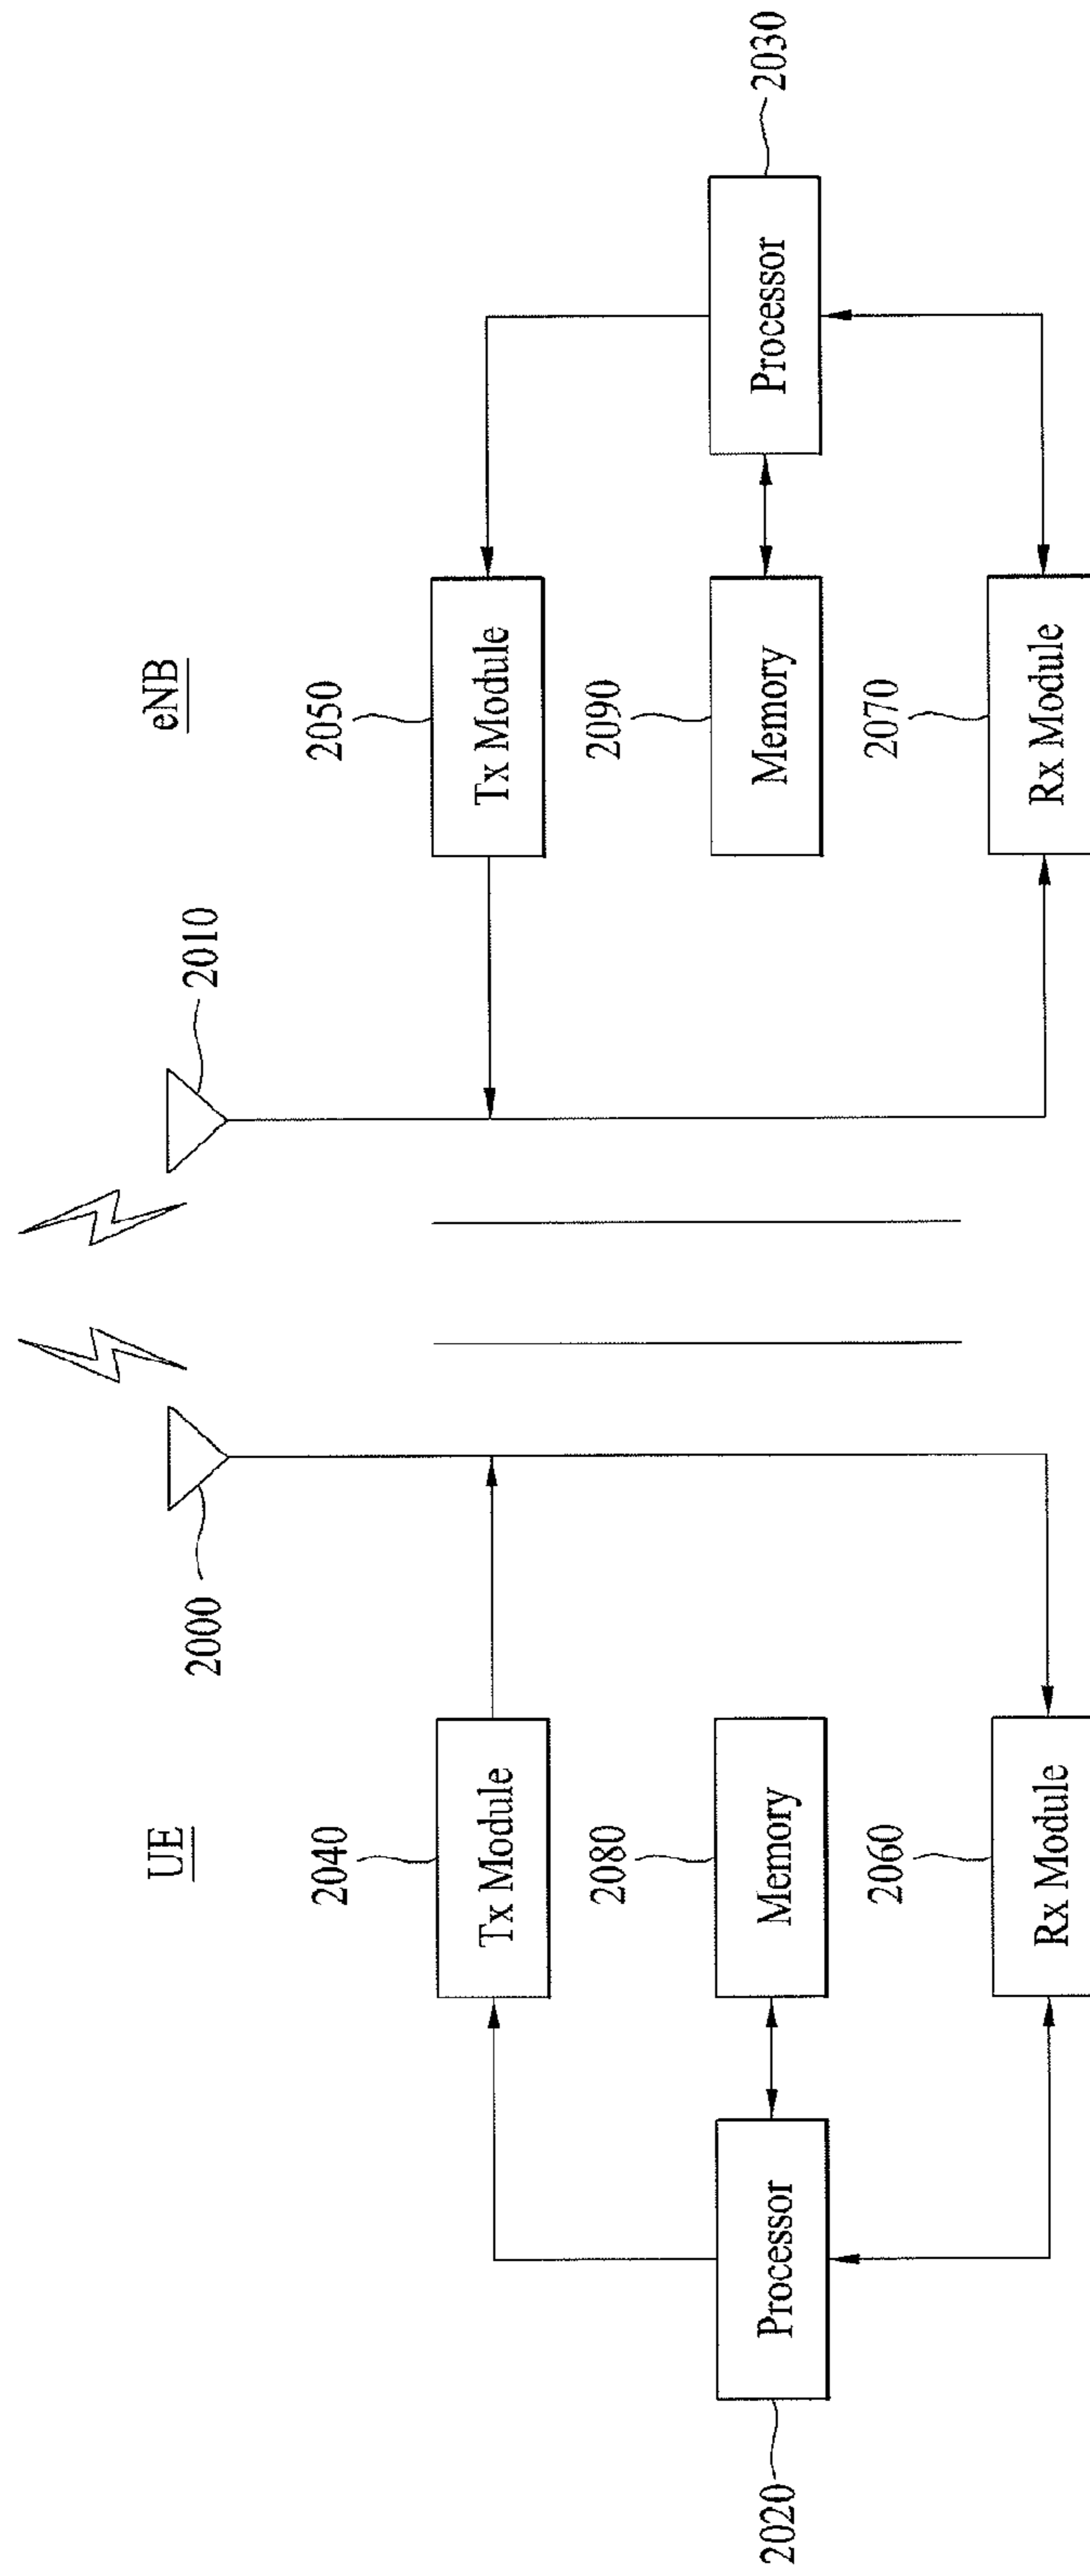 UE
eNB
2000
2010
2040
2050
Tx Module
Tx Module
2080
2090
2020
Processor
Memory
Memory
Processor
2030
2060
2070
Rx Module
Rx Module